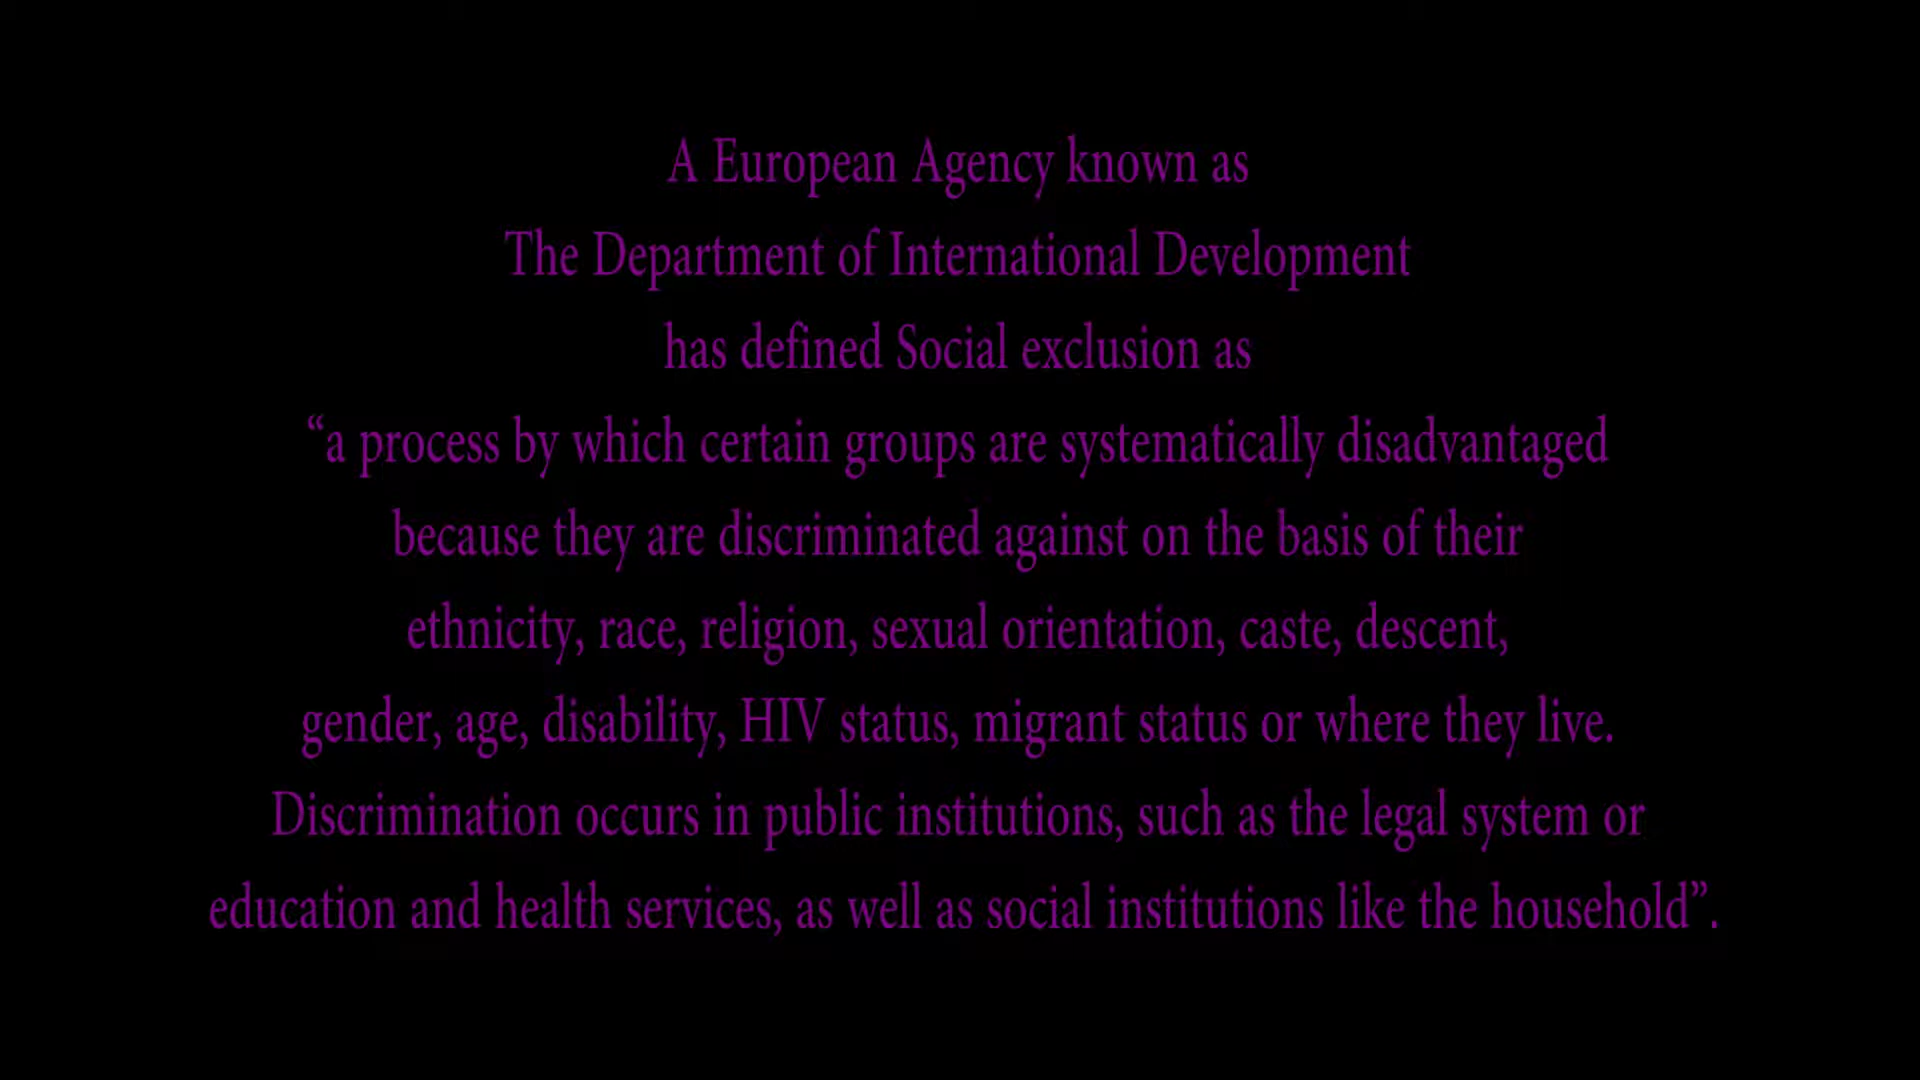 A European Agency known as
The Department of International Development
has defined Social exclusion as
“a process by which certain groups are systematically disadvantaged
because they are discriminated against on the basis of their
ethnicity, race, religion, sexual orientation, caste, descent,
gender, age, disability, HIV status, migrant status or where they live.
Discrimination occurs in public institutions, such as the legal system or
education and health services, as well as social institutions like the household”.